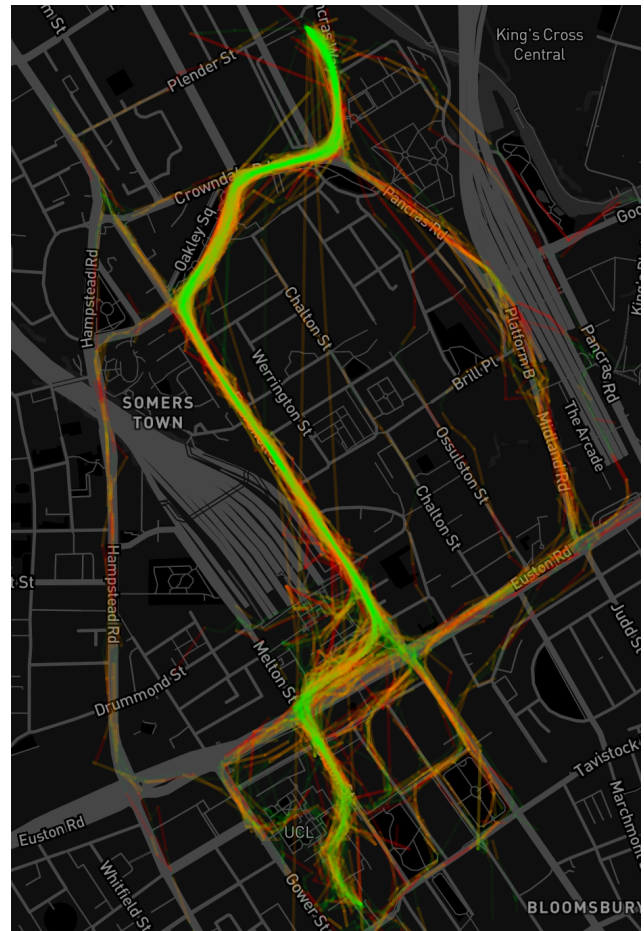 King's Cross
Central
Plender St
Pancras Rd
Oakley Sq
Hampstead Rd
Chalton St
Werrington St
Platform B
Brill Pl
Pancras Rd
SOMERS
TOWN
The Arcade
Ossulston St
Midland Rd
Chalton St
Euston Rd
Hampstead Rd
Judd St
Melton St
Drummond St
Tavistock
Euston Rd
UCL
Marchmont
Whitfield St
Gower St
BLOOMSBURY